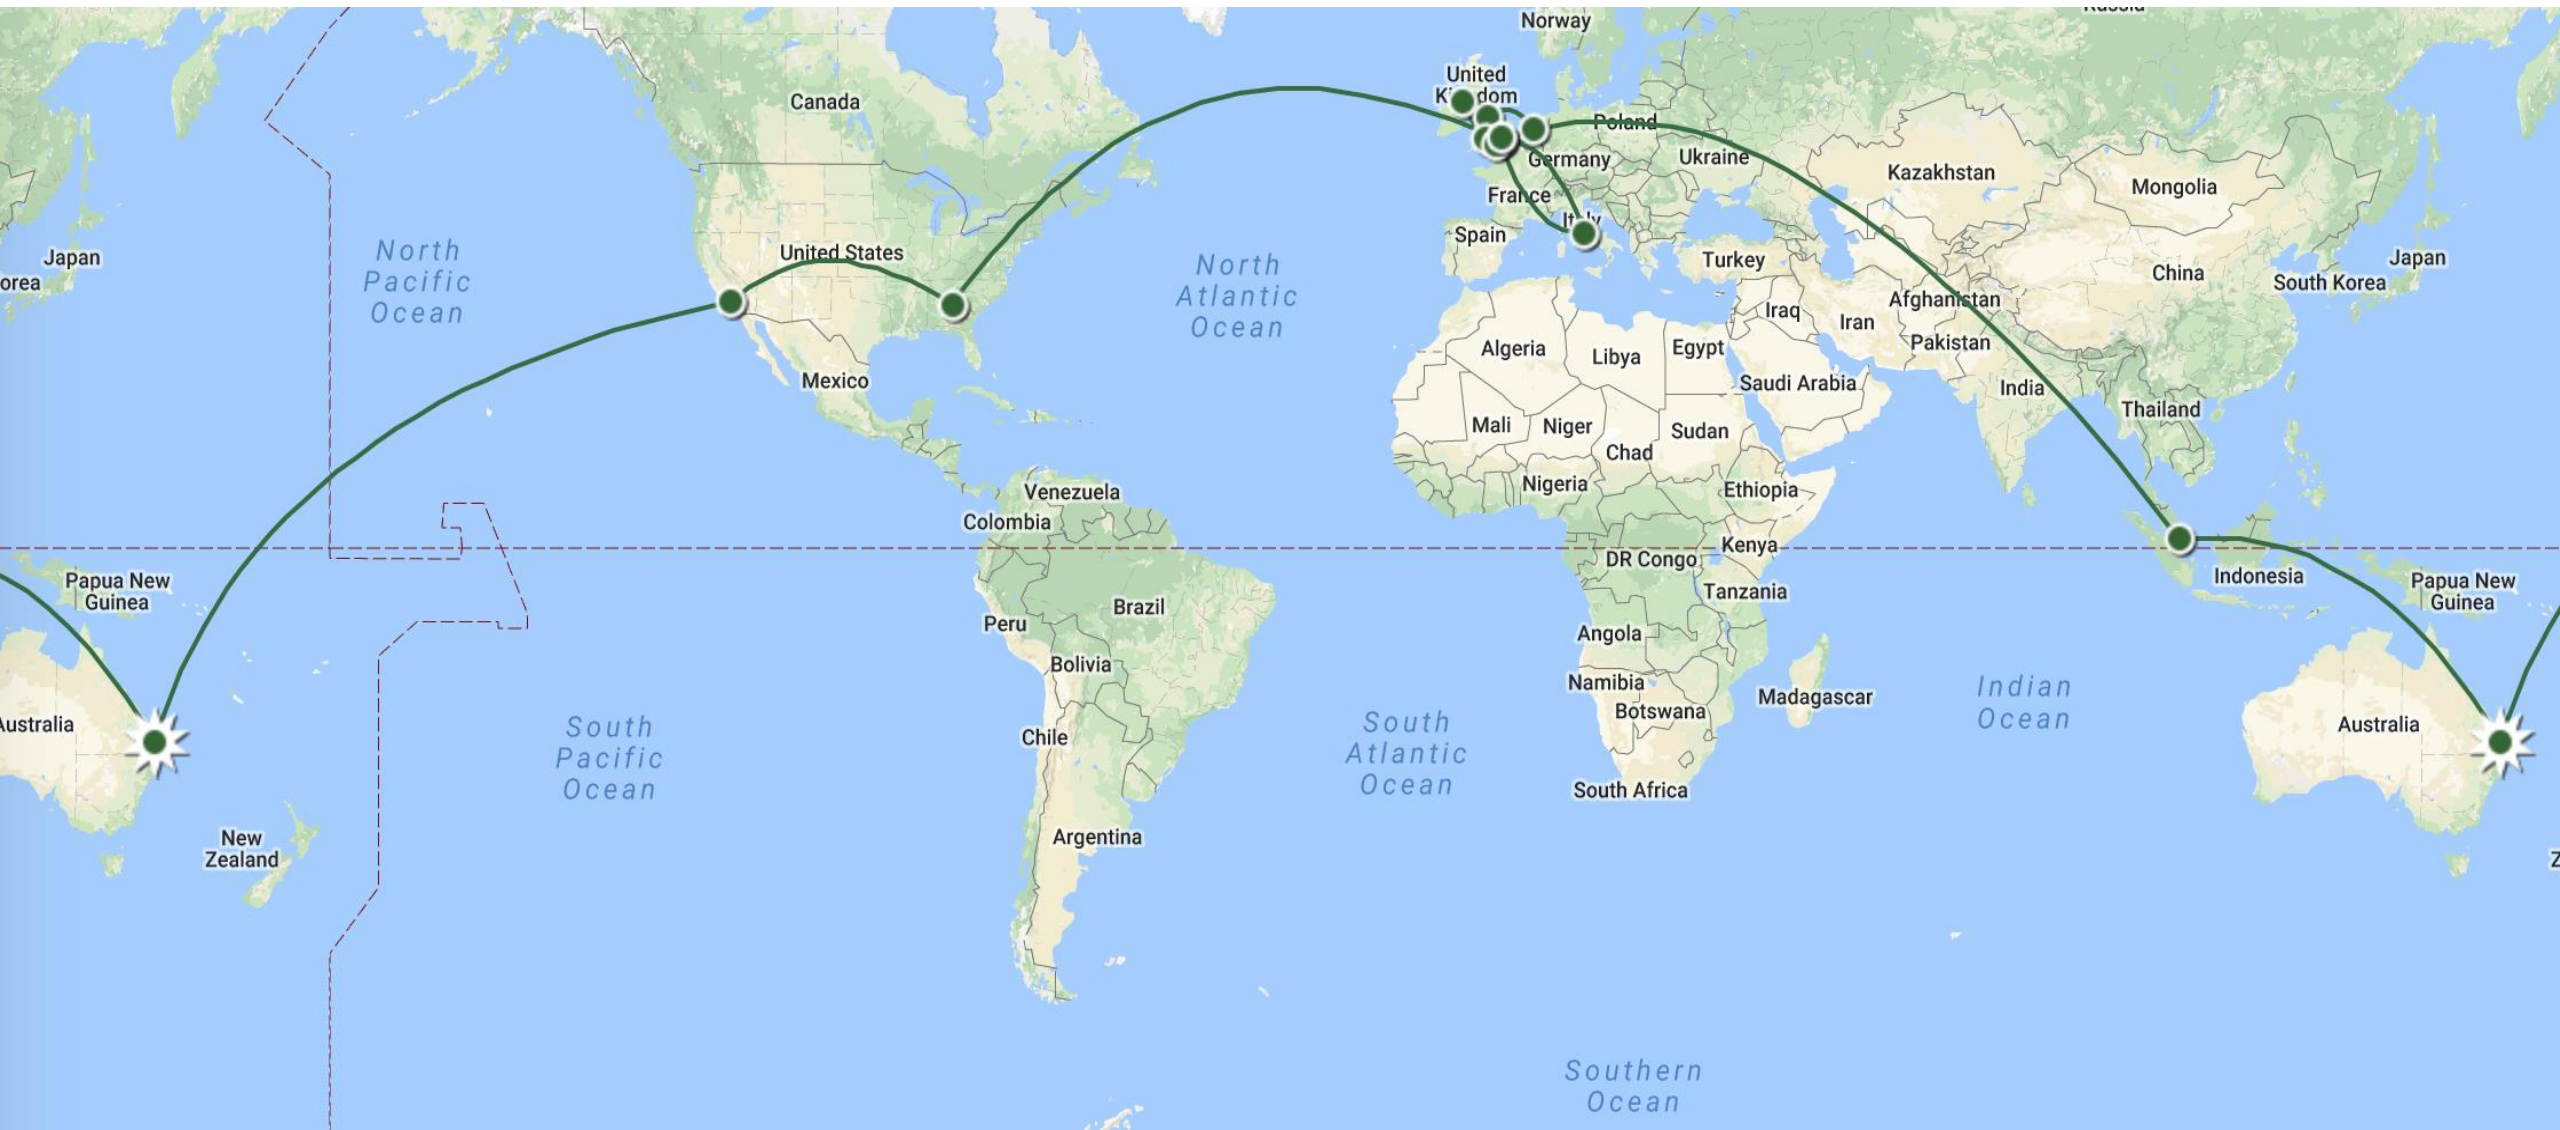 Norway
Russia
United
Kingdom
Canada
Poland
Germany
Ukraine
Kazakhstan
Mongolia
France
Italy
Spain
North
Pacific
Ocean
United States
North
Atlantic
Ocean
Turkey
China
Japan
orea
Japan
South Korea
Afghanistan
Iraq
Iran
Pakistan
Algeria
Libya
Egypt
Saudi Arabia
India
Mexico
Thailand
Mali
Niger
Chad
Sudan
Nigeria
Ethiopia
Venezuela
Colombia
DR Congo
Kenya
Tanzania
Indonesia
Papua New
Guinea
Papua New
Guinea
Brazil
Peru
Angola
Bolivia
Namibia
Botswana
Madagascar
Indian
Ocean
Australia
Australia
South
Pacific
Ocean
Chile
South
Atlantic
Ocean
South Africa
Argentina
New
Zealand
Z
Southern
Ocean